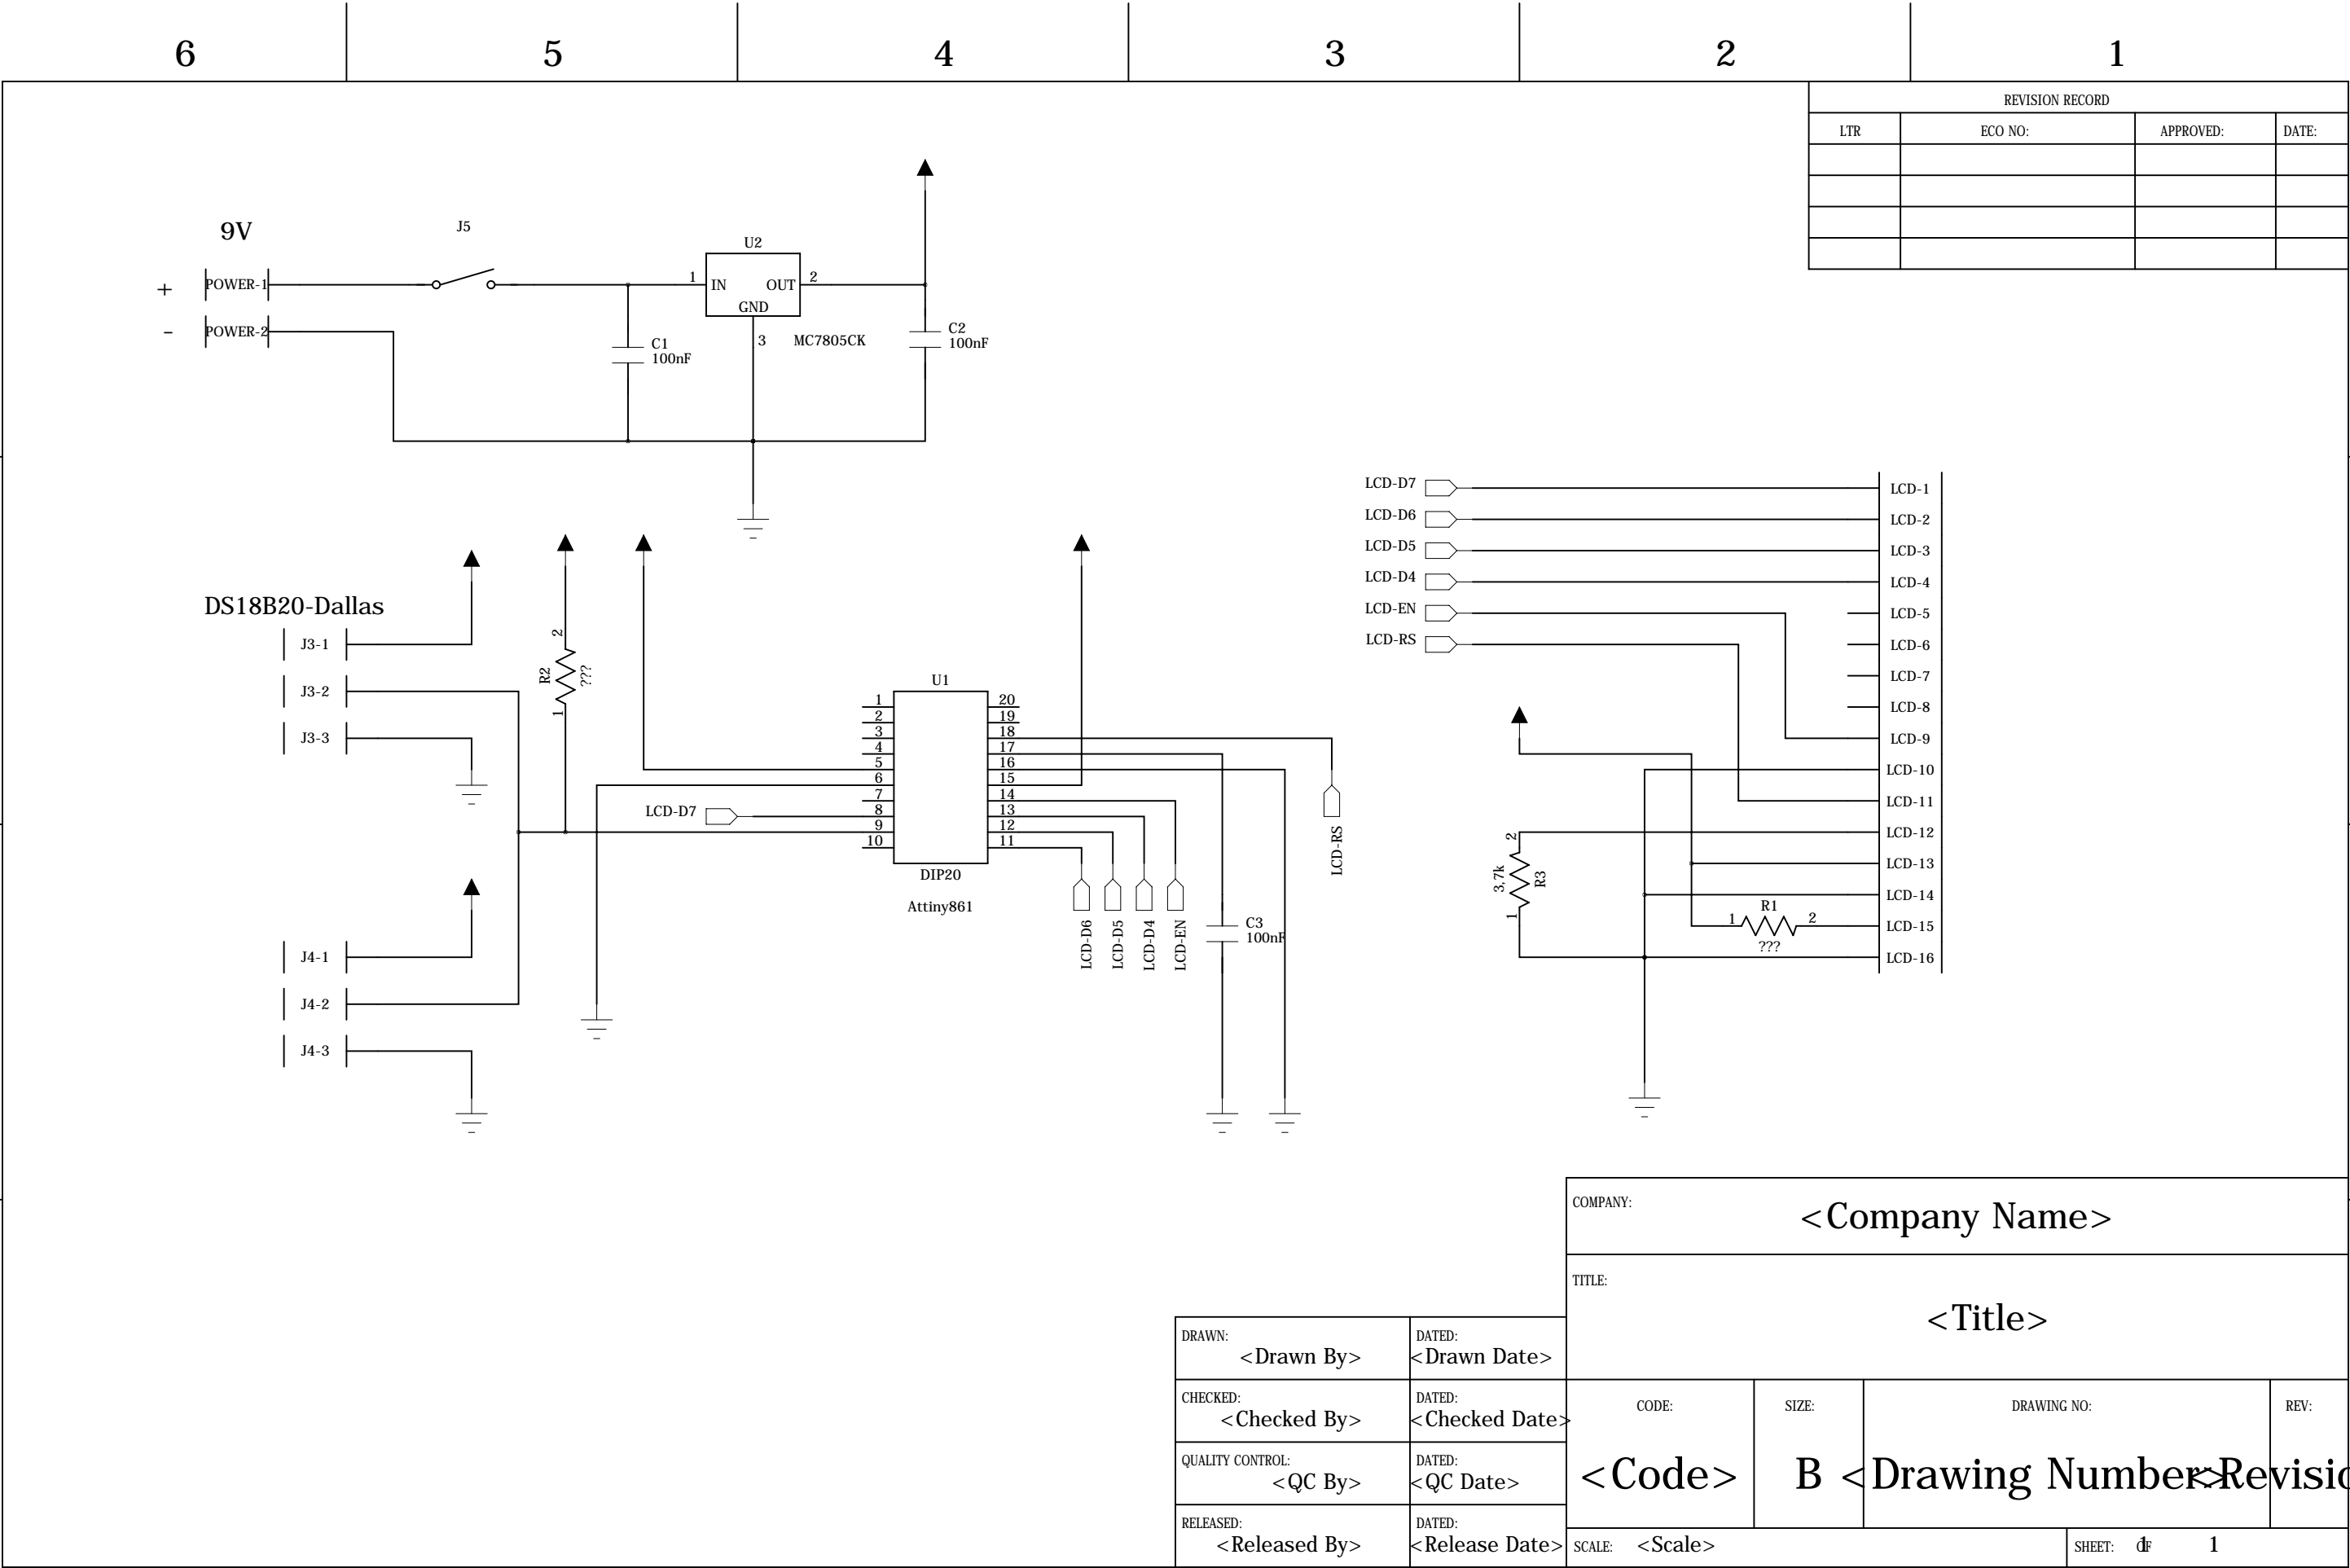 6 5 4 3 2 1
REVISION RECORD
LTR ECO NO: APPROVED: DATE:
9V
J5
U2
+ POWER-1
1 IN OUT 2
GND
- POWER-2
3 MC7805CK
C1
100nF
C2
100nF
DS18B20-Dallas
J3-1
J3-2
J3-3
R2
???
2
1
J4-1
J4-2
J4-3
U1
1 20
2 19
3 18
4 17
5 16
6 15
7 14
8 13
9 12
10 11
LCD-D7
DIP20
Attiny861
LCD-D6
LCD-D5
LCD-D4
LCD-EN
LCD-RS
C3
100nF
LCD-D7
LCD-D6
LCD-D5
LCD-D4
LCD-EN
LCD-RS
LCD-1
LCD-2
LCD-3
LCD-4
LCD-5
LCD-6
LCD-7
LCD-8
LCD-9
LCD-10
LCD-11
LCD-12
LCD-13
LCD-14
LCD-15
LCD-16
2
3,7k
R3
1
R1
1 2
???
COMPANY:
<Company Name>
TITLE:
<Title>
DRAWN:
<Drawn By>
DATED:
<Drawn Date>
CHECKED:
<Checked By>
DATED:
<Checked Date>
QUALITY CONTROL:
<QC By>
DATED:
<QC Date>
RELEASED:
<Released By>
DATED:
<Release Date>
CODE:
<Code>
SIZE:
B
DRAWING NO:
<Drawing Number>
REV:
<Revisio
SCALE: <Scale>
SHEET: 1 OF 1